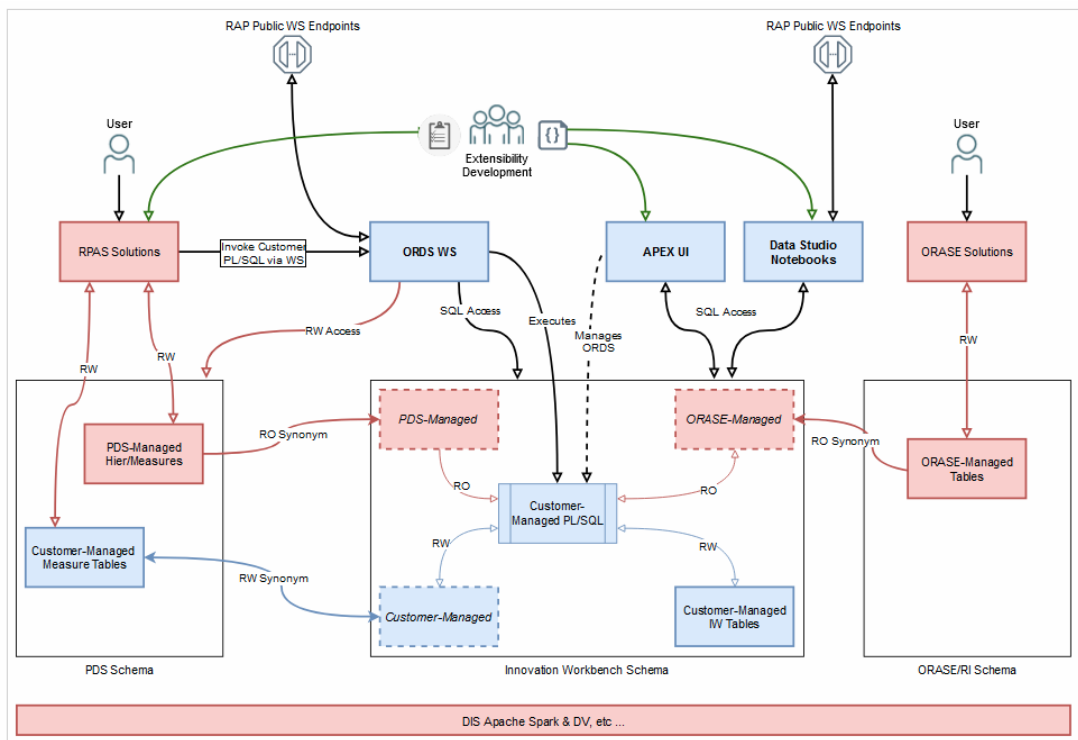 RAP Public WS Endpoints
RAP Public WS Endpoints
User
{}
Extensibility
Development
User
RPAS Solutions
Invoke Customer
PL/SQL via WS
ORDS WS
APEX UI
Data Studio
Notebooks
ORASE Solutions
SQL Access
Executes
SQL Access
RW Access
Manages
ORDS
RW
RW
RW
PDS-Managed
Hier/Measures
RO Synonym
PDS-Managed
ORASE-Managed
RO Synonym
ORASE-Managed
Tables
RO
RO
Customer-
Managed PL/SQL
Customer-Managed
Measure Tables
RW
RW
RW Synonym
Customer-Managed
Customer-Managed
IW Tables
PDS Schema
Innovation Workbench Schema
ORASE/RI Schema
DIS Apache Spark & DV, etc ...